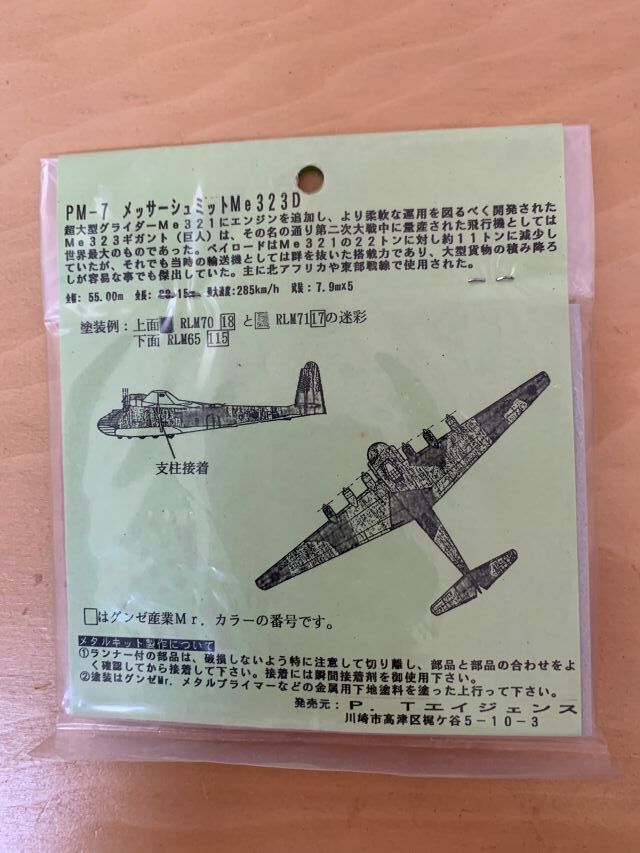 PM-7 メッサーシュミットMe323D
超大型グライダーMe321にエンジンを追加し、より柔軟な運用を図るべく開発された
Me323ギガント（巨人）は、その名の通り第二次大戦中に量産された飛行機としては
世界最大のものであった。ペイロードはMe321の22トンに対し約11トンに減少し
ていたが、それでも当時の輸送機としては群を抜いた搭載力であり、大型貨物の積み降ろ
しが容易な事でも傑出していた。主に北アフリカや東部戦線で使用された。
全幅: 55.00m 全長: 28.15m 最大速度:285km/h 武装: 7.9m×5
塗装例：上面 RLM70 18 と RLM71 17 の迷彩
下面 RLM65 115
支柱接着
□はグンゼ産業Mr. カラーの番号です。
メタルキット製作について
①ランナー付の部品は、破損しないよう特に注意して切り離し、部品と部品の合わせをよ
く確認してから接着して下さい。接着には瞬間接着剤を御使用下さい。
②塗装はグンゼMr. メタルプライマーなどの金属用下地塗料を塗った上行って下さい。
発売元：P. Tエイジェンス
川崎市高津区梶ケ谷5-10-3